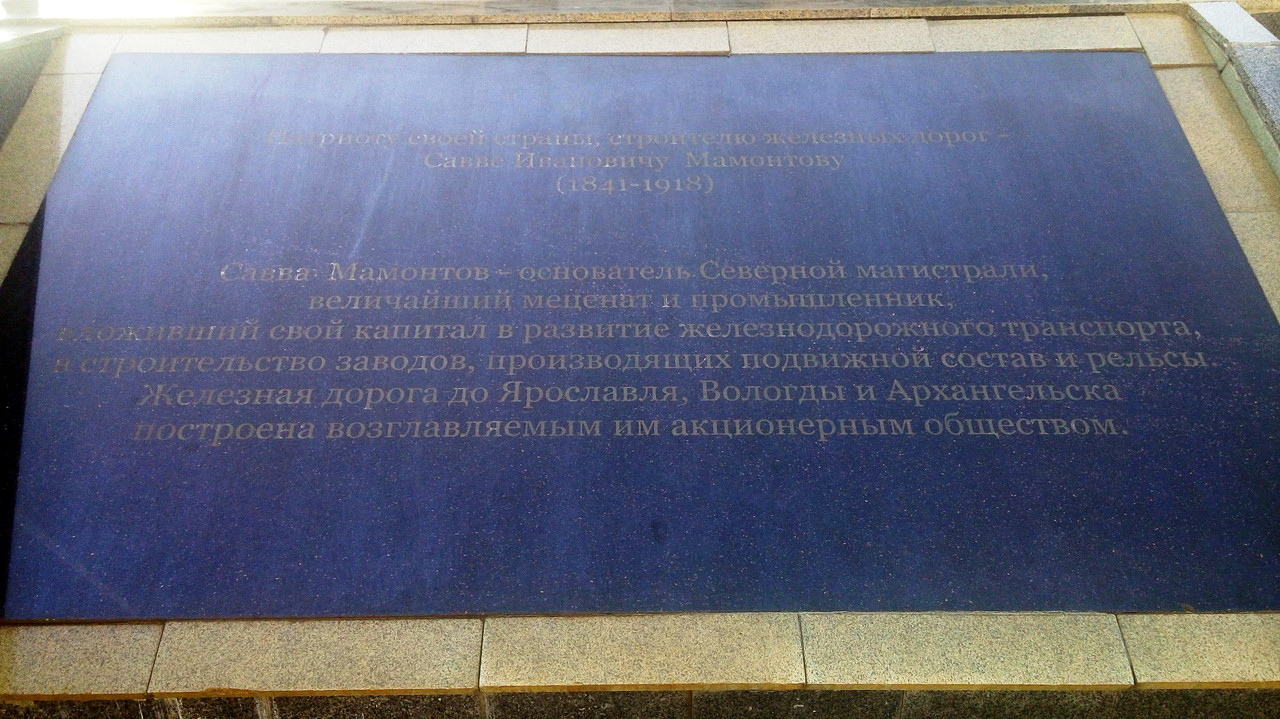 Патриоту своей страны, строителю железных дорог -
Савве Ивановичу Мамонтову
(1841-1918)
Савва Мамонтов - основатель Северной магистрали,
величайший меценат и промышленник,
вложивший свой капитал в развитие железнодорожного транспорта,
в строительство заводов, производящих подвижной состав и рельсы.
Железная дорога до Ярославля, Вологды и Архангельска
построена возглавляемым им акционерным обществом.